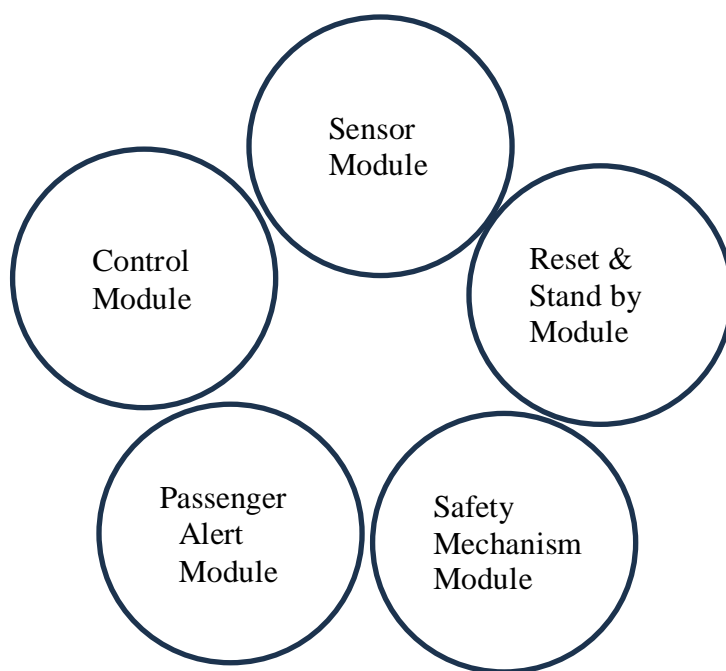 Sensor
Module
Control
Module
Reset &
Stand by
Module
Passenger
Alert
Module
Safety
Mechanism
Module